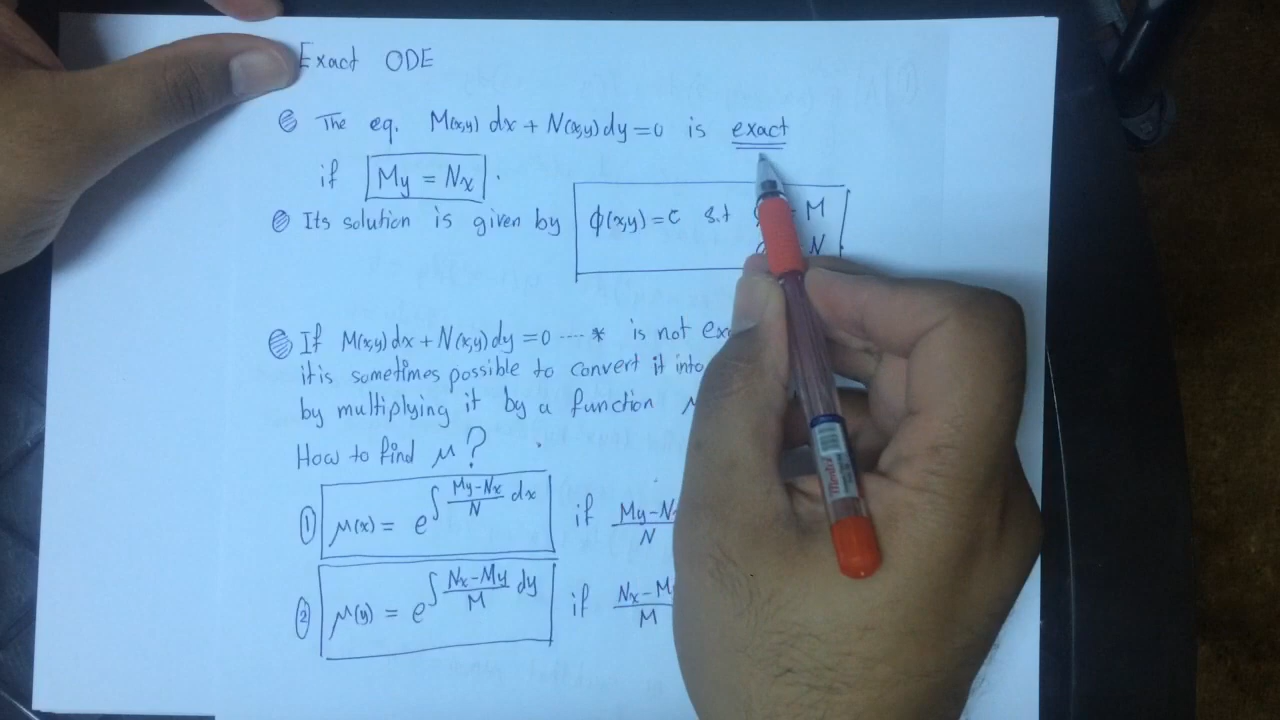 Exact ODE
The eq. M(x,y) dx + N(x,y) dy = 0 is exact
if My = Nx .
Its solution is given by φ(x,y) = c s.t M
N
If M(x,y) dx + N(x,y) dy = 0 ---- * is not
it is sometimes possible to convert it into
by multiplying it by a function μ
How to find μ?
① μ(x) = e^∫ (My-Nx)/N dx if My-N / N
② μ(y) = e^∫ (Nx-My)/M dy if Nx-My / M
Mentor